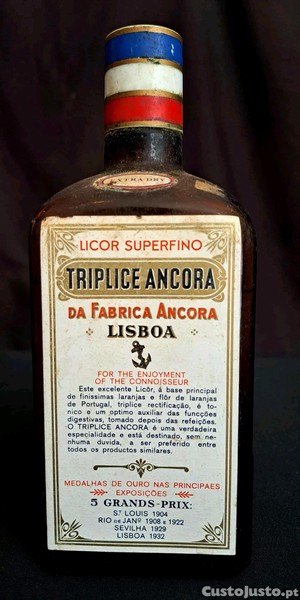 EXTRA-DRY
LICOR SUPERFINO
TRIPLICE ANCORA
DA FABRICA ANCORA
LISBOA
FOR THE ENJOYMENT
OF THE CONNOISSEUR
Este excelente Licôr, á base principal
de finissimas laranjas e flôr de laranjas
de Portugal, triplice rectificação, é to-
nico e um optimo auxiliar das funcções
digestivas, tomado depois das refeições.
O TRIPLICE ANCORA é uma verdadeira
especialidade e está destinado, sem ne-
nhuma duvida, a ser preferido entre
todos os productos similares.
MEDALHAS DE OURO NAS PRINCIPAES
EXPOSIÇÕES
5 GRANDS-PRIX:
ST. LOUIS 1904
RIO DE JANº 1908 E 1922
SEVILHA 1929
LISBOA 1932
CustoJusto.pt